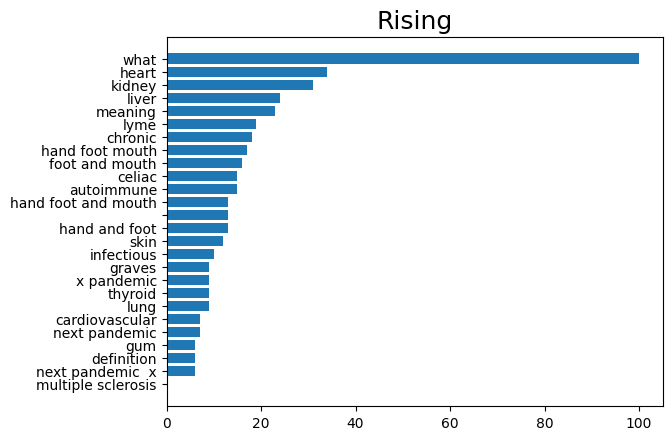 Rising
what
heart
kidney
liver
meaning
lyme
chronic
hand foot mouth
foot and mouth
celiac
autoimmune
hand foot and mouth
hand and foot
skin
infectious
graves
x pandemic
thyroid
lung
cardiovascular
next pandemic
gum
definition
next pandemic  x
multiple sclerosis
0 20 40 60 80 100